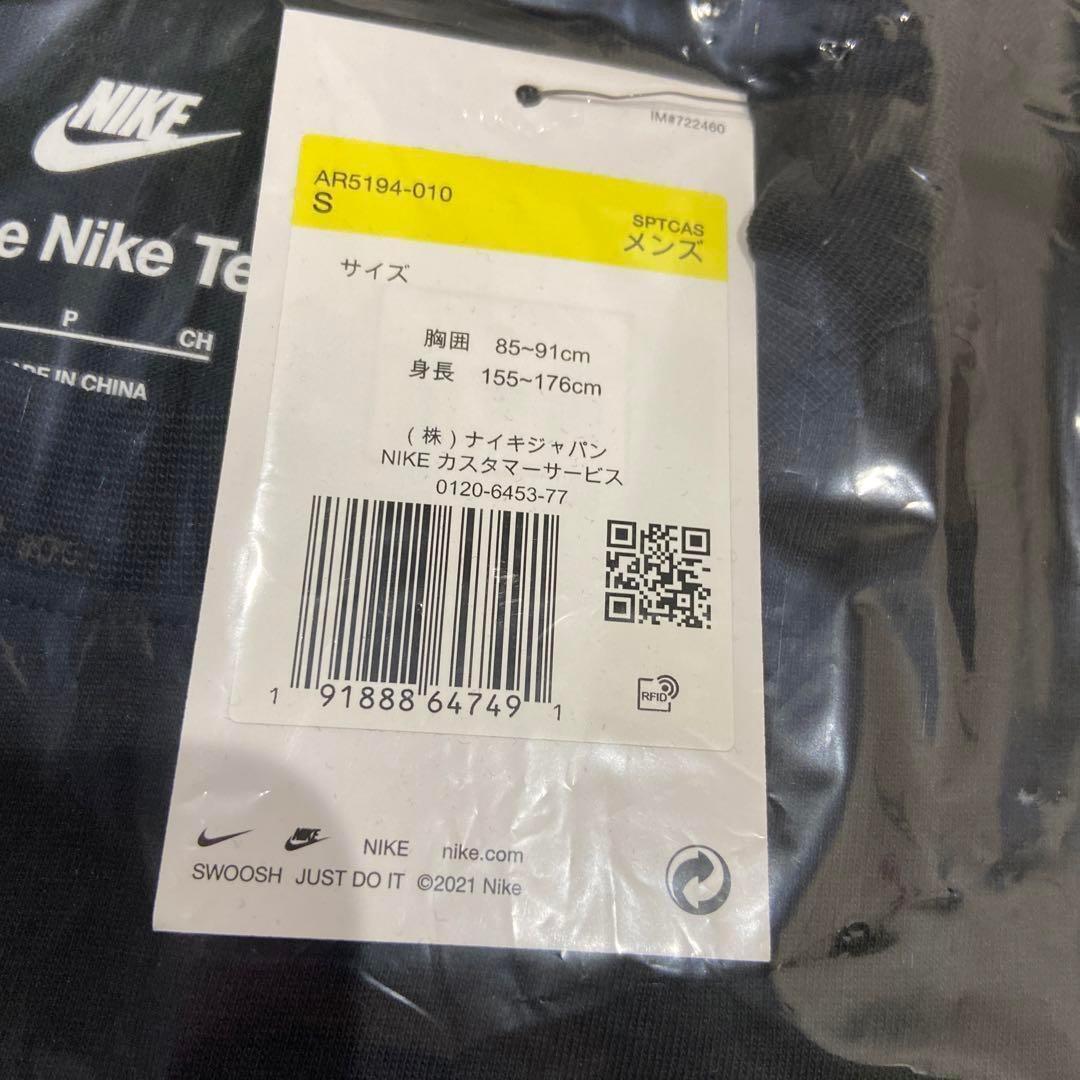 NIKE
e Nike Te
P CH
DE IN CHINA
IM#722460
AR5194-010
S
SPTCAS
メンズ
サイズ
胸囲 85~91cm
身長 155~176cm
(株)ナイキジャパン
NIKE カスタマーサービス
0120-6453-77
1 91888 64749 1
RFID
NIKE NIKE nike.com
SWOOSH JUST DO IT ©2021 Nike